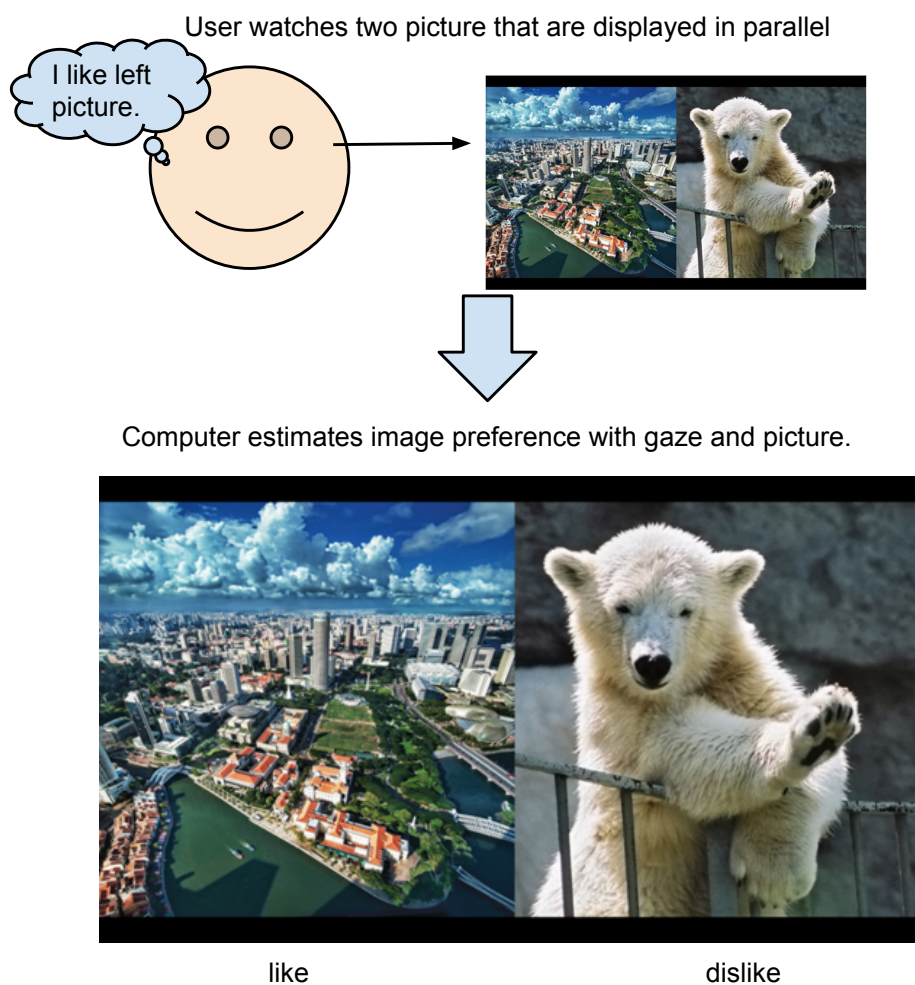 User watches two picture that are displayed in parallel
I like left
picture.
Computer estimates image preference with gaze and picture.
like
dislike